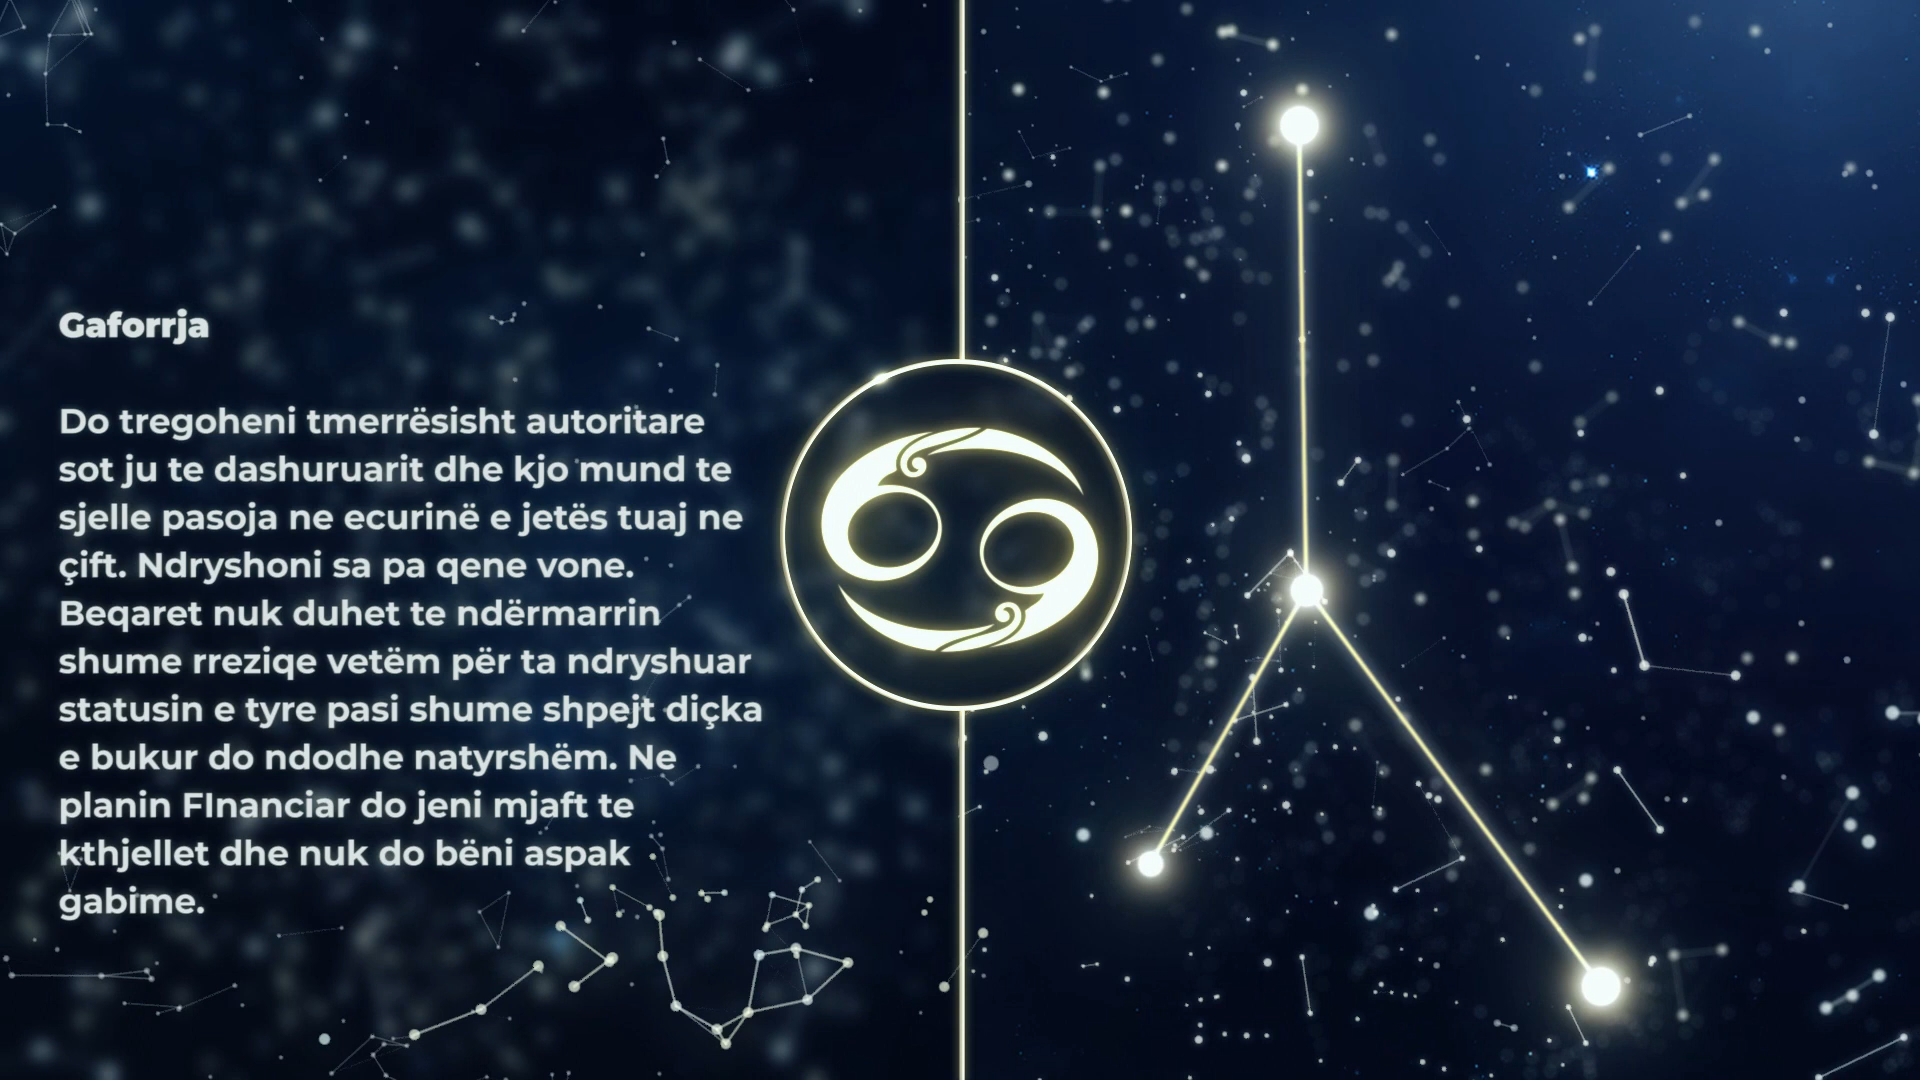 Gaforrja
Do tregoheni tmerrësisht autoritare
sot ju te dashuruarit dhe kjo mund te
sjelle pasoja ne ecurinë e jetës tuaj ne
çift. Ndryshoni sa pa qene vone.
Beqaret nuk duhet te ndërmarrin
shume rreziqe vetëm për ta ndryshuar
statusin e tyre pasi shume shpejt diçka
e bukur do ndodhe natyrshëm. Ne
planin FInanciar do jeni mjaft te
kthjellet dhe nuk do bëni aspak
gabime.